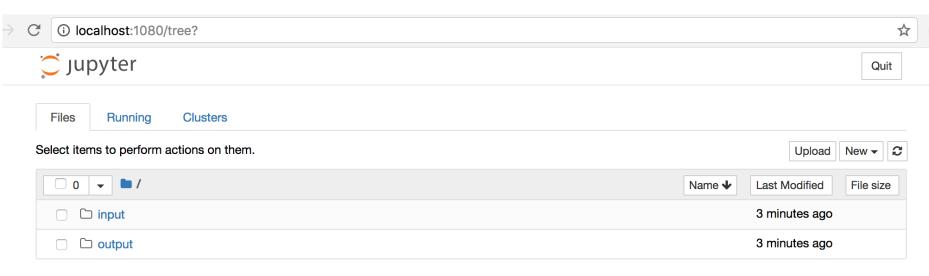 localhost:1080/tree?
jupyter
Quit
Files Running Clusters
Select items to perform actions on them.
Upload New
0 / Name Last Modified File size
input 3 minutes ago
output 3 minutes ago